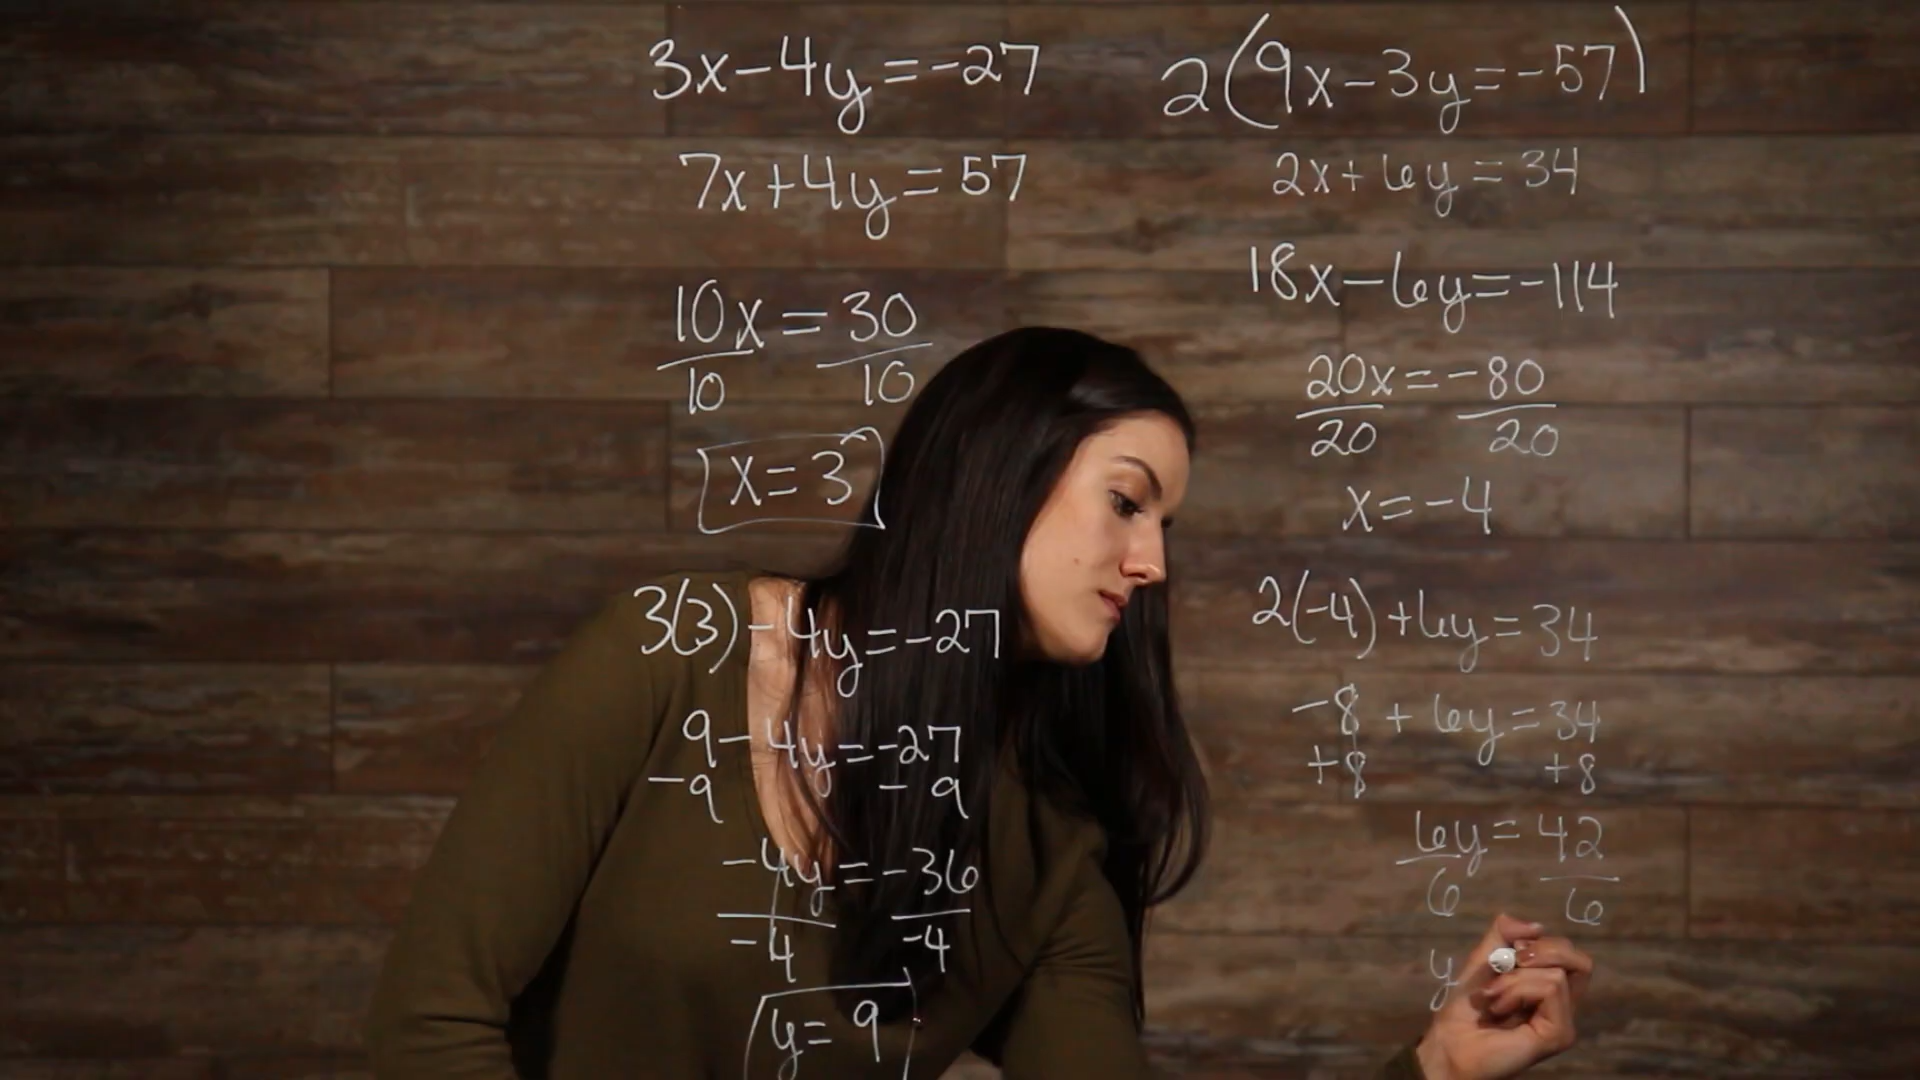 3x-4y=-27
7x+4y=57
10x=30
10 10
x=3
3(3)-4y=-27
9-4y=-27
-9 -9
-4y=-36
-4 -4
y=9
2(9x-3y=-57)
2x+6y=34
18x-6y=-114
20x=-80
20 20
x=-4
2(-4)+6y=34
-8+6y=34
+8 +8
6y=42
6 6
y